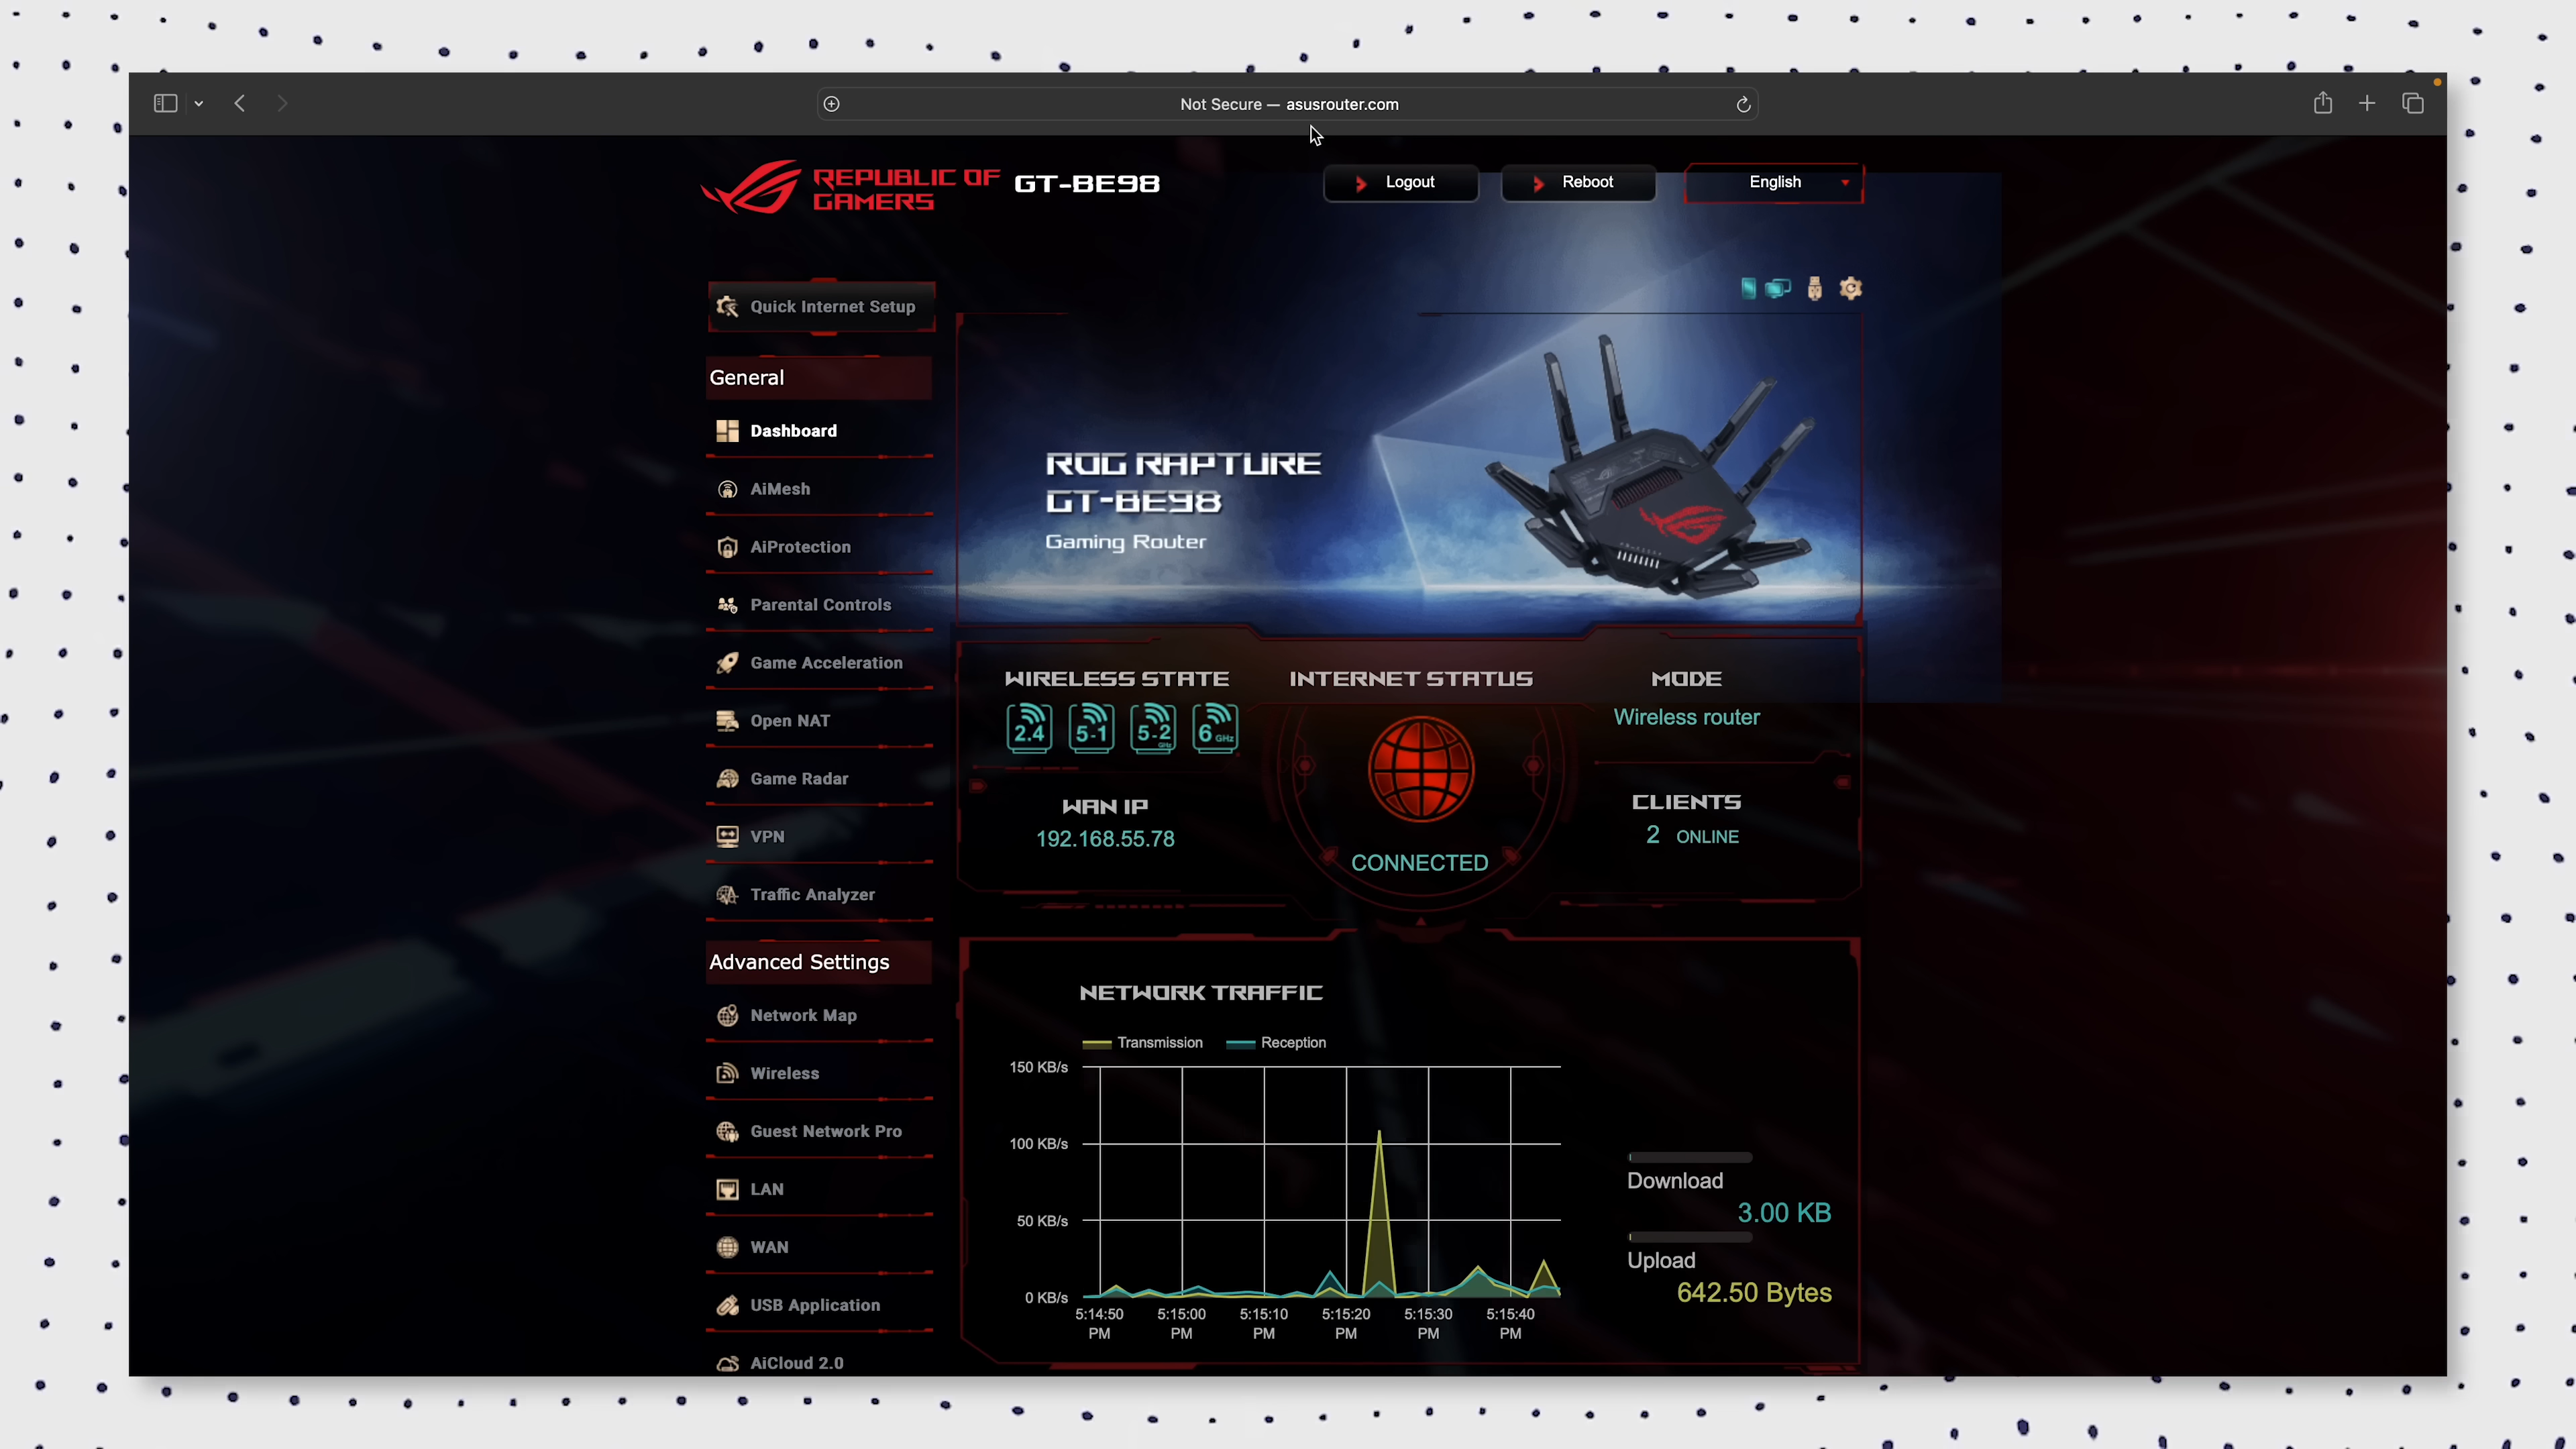 Not Secure — asusrouter.com
REPUBLIC OF
GAMERS
GT-BE98
Logout
Reboot
English
Quick Internet Setup
General
Dashboard
AiMesh
AiProtection
Parental Controls
Game Acceleration
Open NAT
Game Radar
VPN
Traffic Analyzer
Advanced Settings
Network Map
Wireless
Guest Network Pro
LAN
WAN
USB Application
AiCloud 2.0
ROG RAPTURE
GT-BE98
Gaming Router
WIRELESS STATE
2.4
5-1
5-2 GHz
6 GHz
WAN IP
192.168.55.78
INTERNET STATUS
CONNECTED
MODE
Wireless router
CLIENTS
2 ONLINE
NETWORK TRAFFIC
Transmission Reception
150 KB/s
100 KB/s
50 KB/s
0 KB/s
5:14:50 PM
5:15:00 PM
5:15:10 PM
5:15:20 PM
5:15:30 PM
5:15:40 PM
Download
3.00 KB
Upload
642.50 Bytes